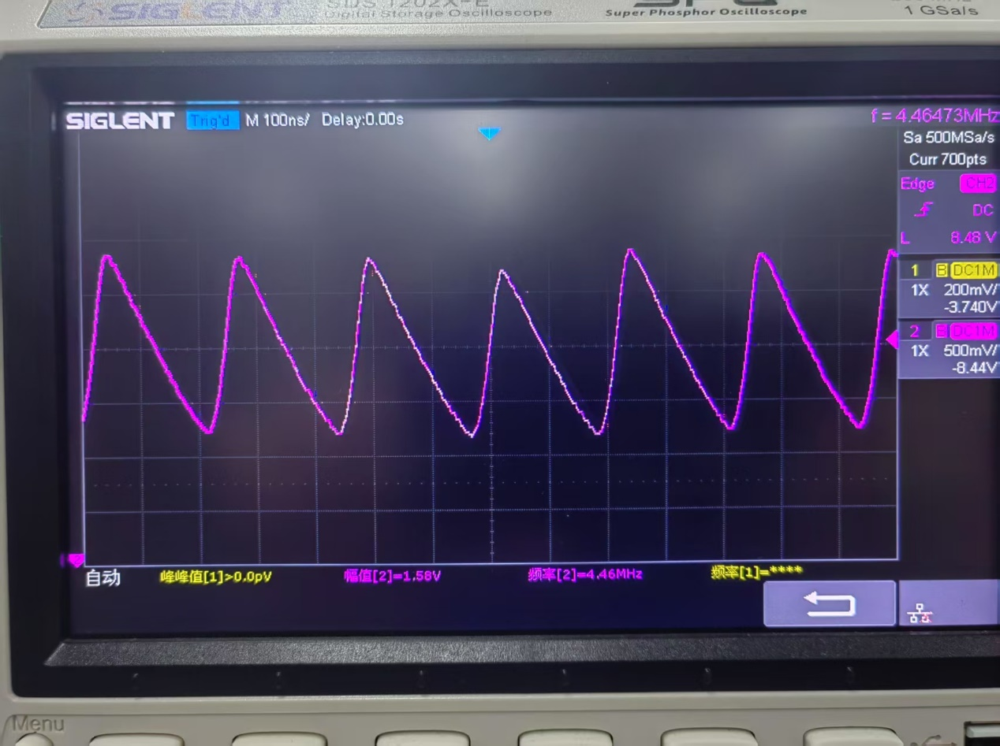 SIGLENT
SDS 1202X-E
Digital Storage Oscilloscope
SPO
Super Phosphor Oscilloscope
1 GSa/s
SIGLENT Trig'd M 100ns/ Delay:0.00s
f = 4.46473MHz
Sa 500MSa/s
Curr 700pts
Edge CH2
DC
L 8.48 V
1 B DC1M
1X 200mV/
-3.740V
2 B DC1M
1X 500mV/
-8.44V
自动 峰峰值[1]>0.0pV 幅值[2]=1.58V 频率[2]=4.46MHz 频率[1]=****
Menu